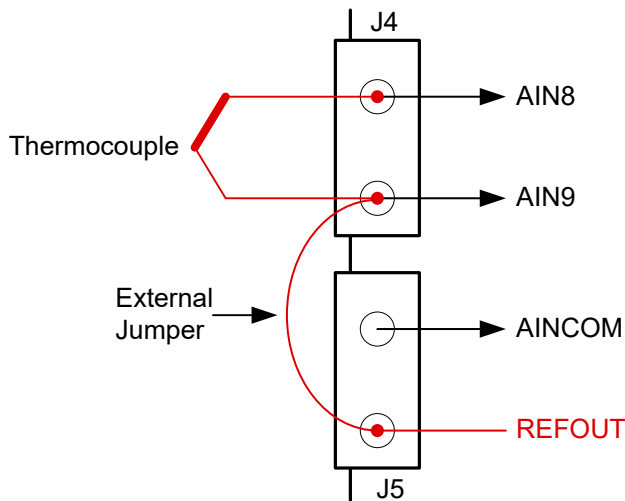 J4
AIN8
Thermocouple
AIN9
External
Jumper
AINCOM
REFOUT
J5